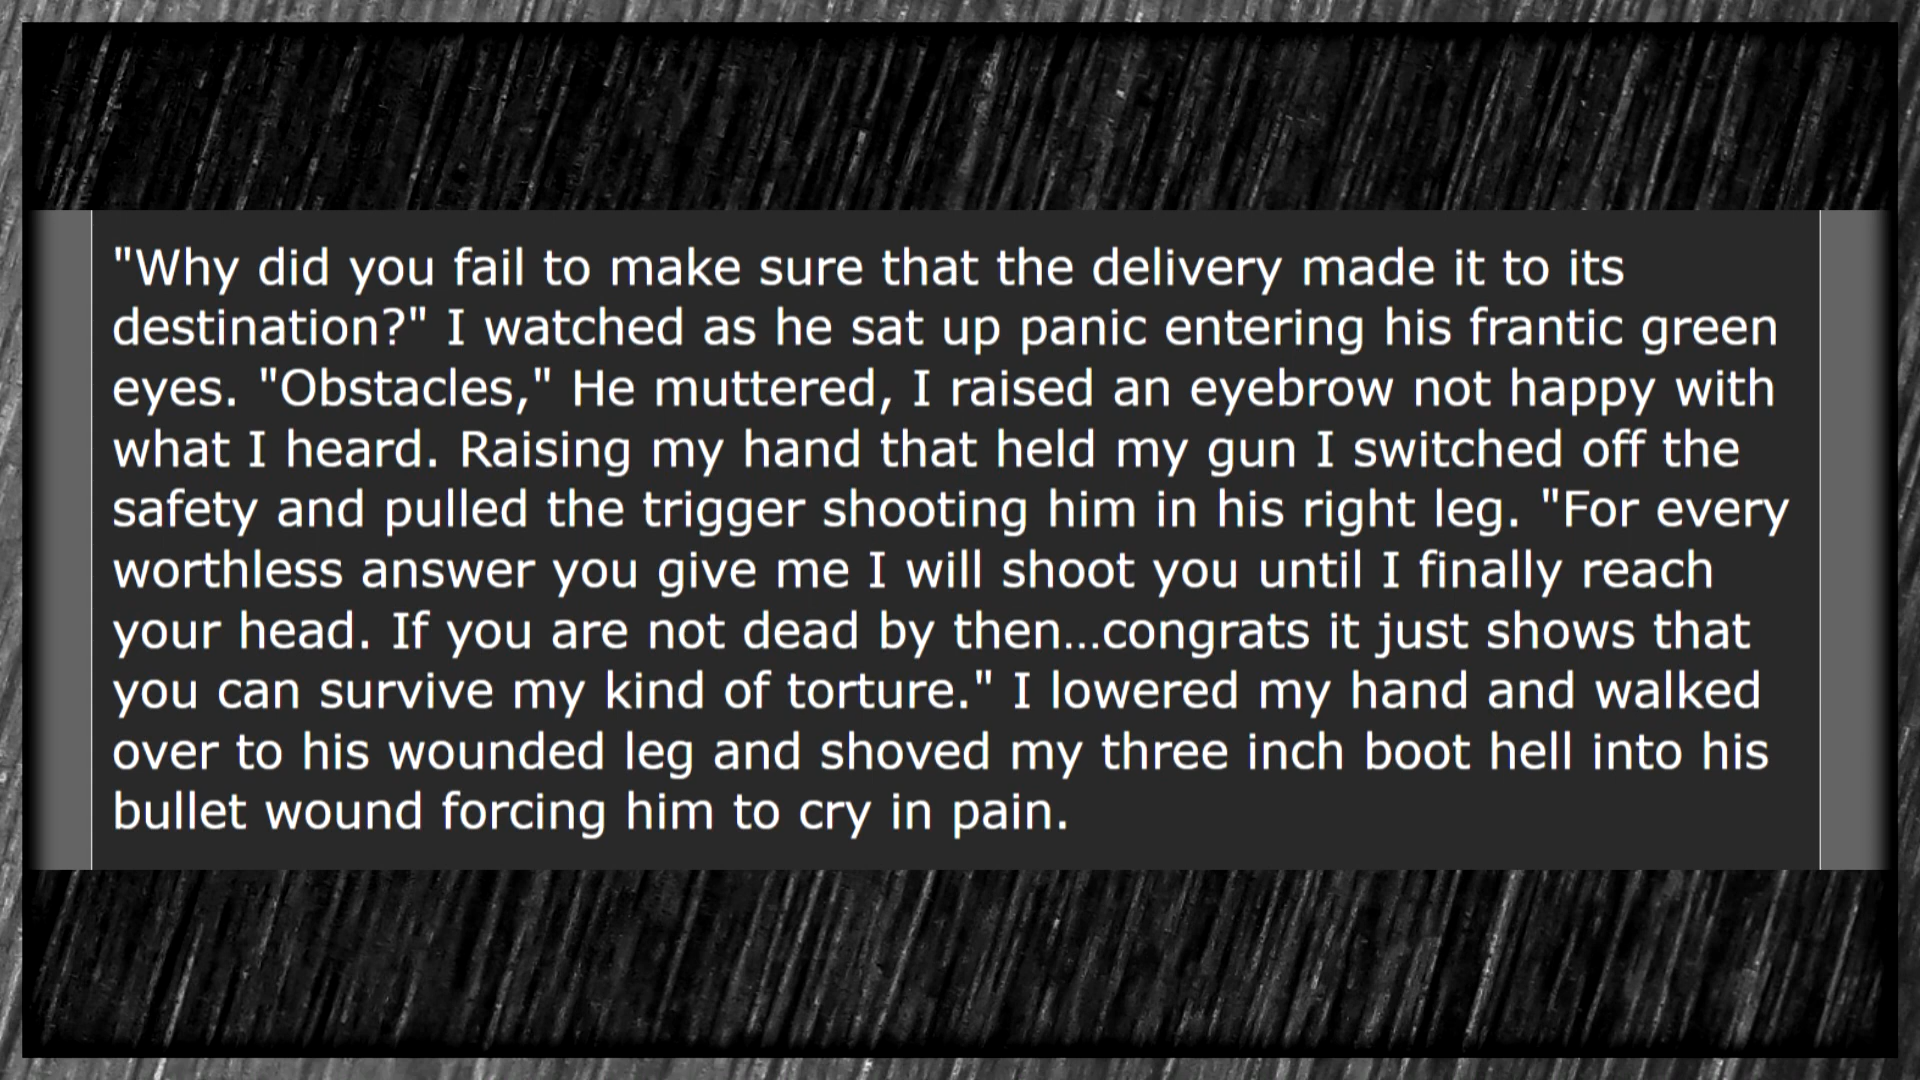 "Why did you fail to make sure that the delivery made it to its
destination?" I watched as he sat up panic entering his frantic green
eyes. "Obstacles," He muttered, I raised an eyebrow not happy with
what I heard. Raising my hand that held my gun I switched off the
safety and pulled the trigger shooting him in his right leg. "For every
worthless answer you give me I will shoot you until I finally reach
your head. If you are not dead by then...congrats it just shows that
you can survive my kind of torture." I lowered my hand and walked
over to his wounded leg and shoved my three inch boot hell into his
bullet wound forcing him to cry in pain.